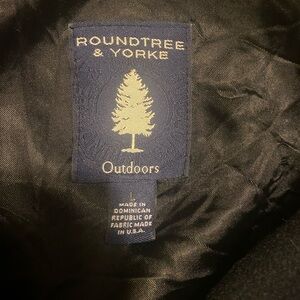 ROUNDTREE
& YORKE
Outdoors
L
MADE IN
DOMINICAN
REPUBLIC OF
FABRIC MADE
IN U.S.A.